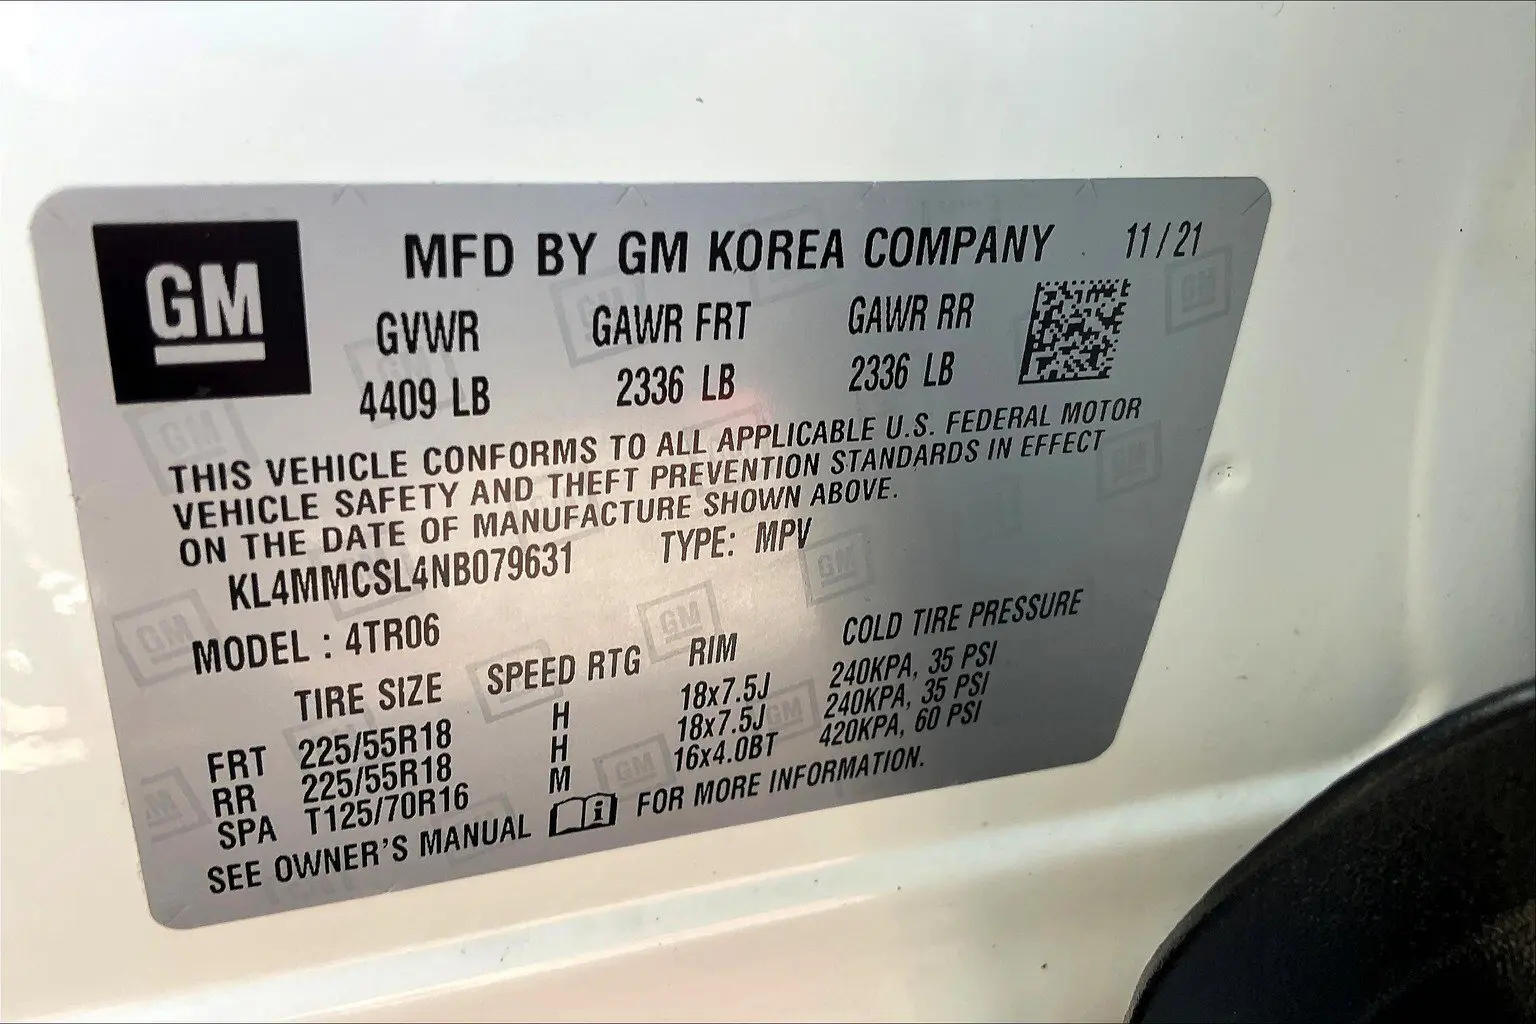 GM
MFD BY GM KOREA COMPANY 11/21
GVWR GAWR FRT GAWR RR
4409 LB 2336 LB 2336 LB
THIS VEHICLE CONFORMS TO ALL APPLICABLE U.S. FEDERAL MOTOR
VEHICLE SAFETY AND THEFT PREVENTION STANDARDS IN EFFECT
ON THE DATE OF MANUFACTURE SHOWN ABOVE.
KL4MMCSL4NB079631 TYPE: MPV
MODEL : 4TR06
TIRE SIZE SPEED RTG RIM COLD TIRE PRESSURE
FRT 225/55R18 H 18x7.5J 240KPA, 35 PSI
RR 225/55R18 H 18x7.5J 240KPA, 35 PSI
SPA T125/70R16 M 16x4.0BT 420KPA, 60 PSI
SEE OWNER'S MANUAL i FOR MORE INFORMATION.